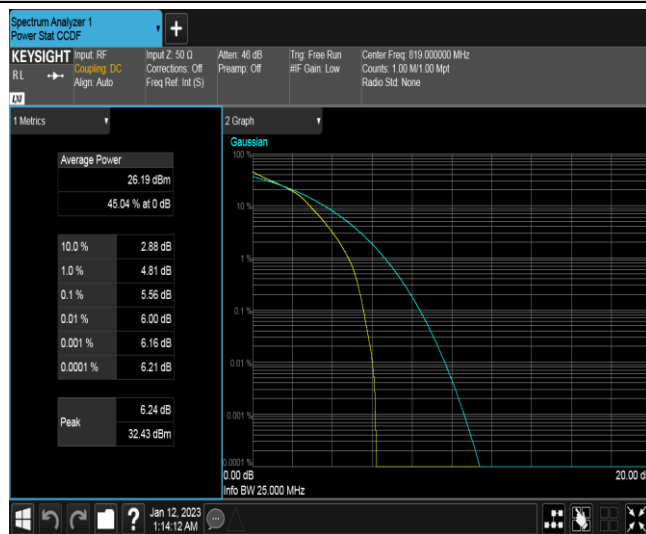 Spectrum Analyzer 1
Power Stat CCDF
+
KEYSIGHT
RL
Input: RF
Coupling: DC
Align: Auto
Input Z: 50 Ω
Corrections: Off
Freq Ref: Int (S)
Atten: 46 dB
Preamp: Off
Trig: Free Run
#IF Gain: Low
Center Freq: 819.000000 MHz
Counts: 1.00 M/1.00 Mpt
Radio Std: None
LXI
1 Metrics
Average Power
26.19 dBm
45.04 % at 0 dB
10.0 % 2.88 dB
1.0 % 4.81 dB
0.1 % 5.56 dB
0.01 % 6.00 dB
0.001 % 6.16 dB
0.0001 % 6.21 dB
Peak
6.24 dB
32.43 dBm
2 Graph
Gaussian
100 %
10 %
1 %
0.1 %
0.01 %
0.001 %
0.0001 %
0.00 dB
20.00 d
Info BW 25.000 MHz
?
Jan 12, 2023
1:14:12 AM